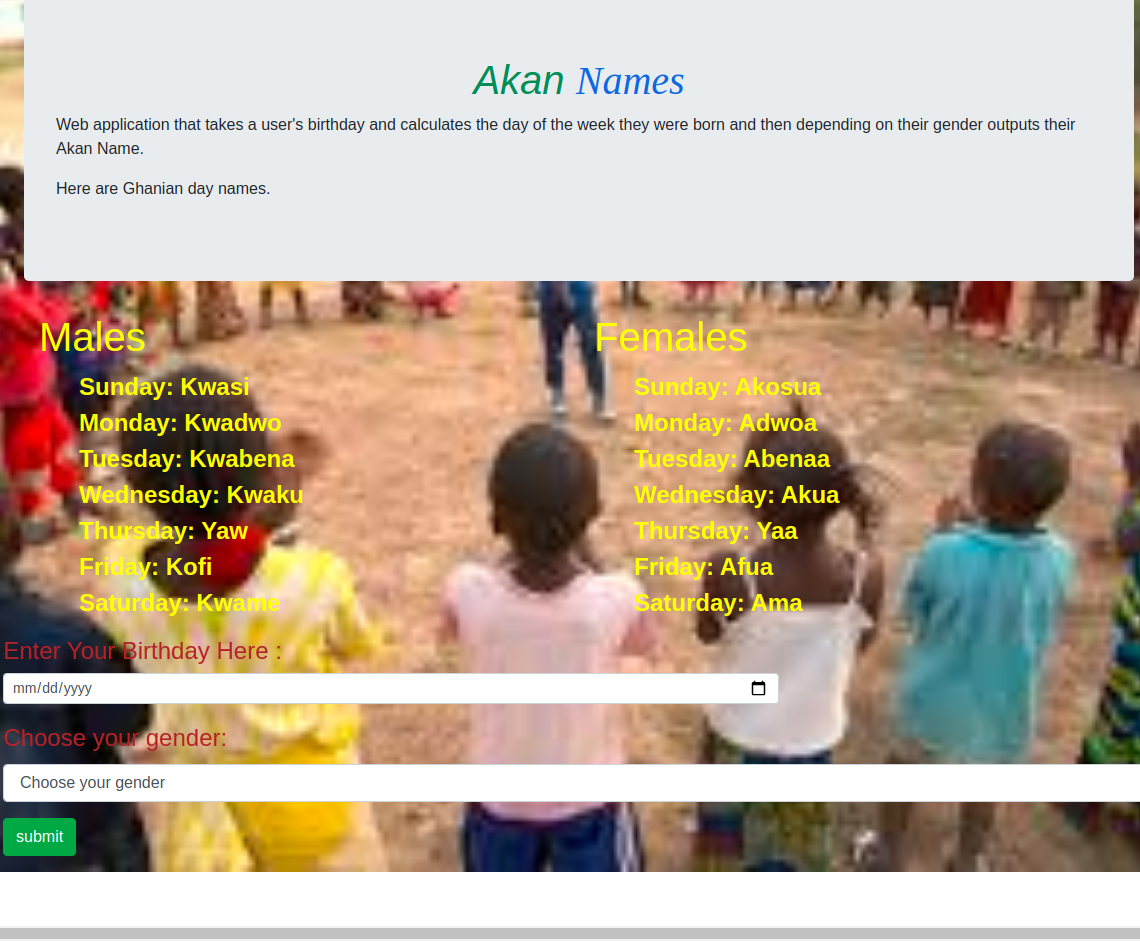 Akan Names
Web application that takes a user's birthday and calculates the day of the week they were born and then depending on their gender outputs their
Akan Name.
Here are Ghanian day names.
Males
Sunday: Kwasi
Monday: Kwadwo
Tuesday: Kwabena
Wednesday: Kwaku
Thursday: Yaw
Friday: Kofi
Saturday: Kwame
Females
Sunday: Akosua
Monday: Adwoa
Tuesday: Abenaa
Wednesday: Akua
Thursday: Yaa
Friday: Afua
Saturday: Ama
Enter Your Birthday Here :
mm/dd/yyyy
Choose your gender:
Choose your gender
submit